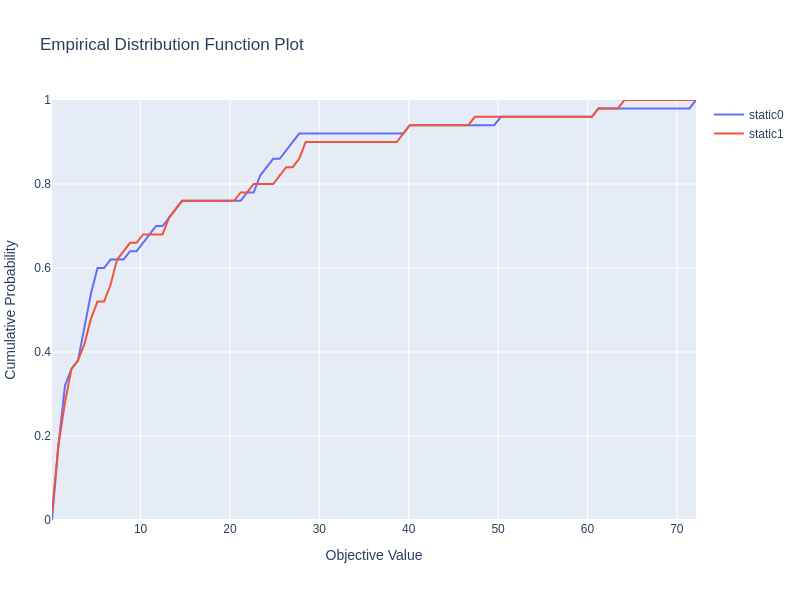 Empirical Distribution Function Plot
1
0.8
0.6
0.4
0.2
0
Cumulative Probability
10 20 30 40 50 60 70
Objective Value
static0
static1